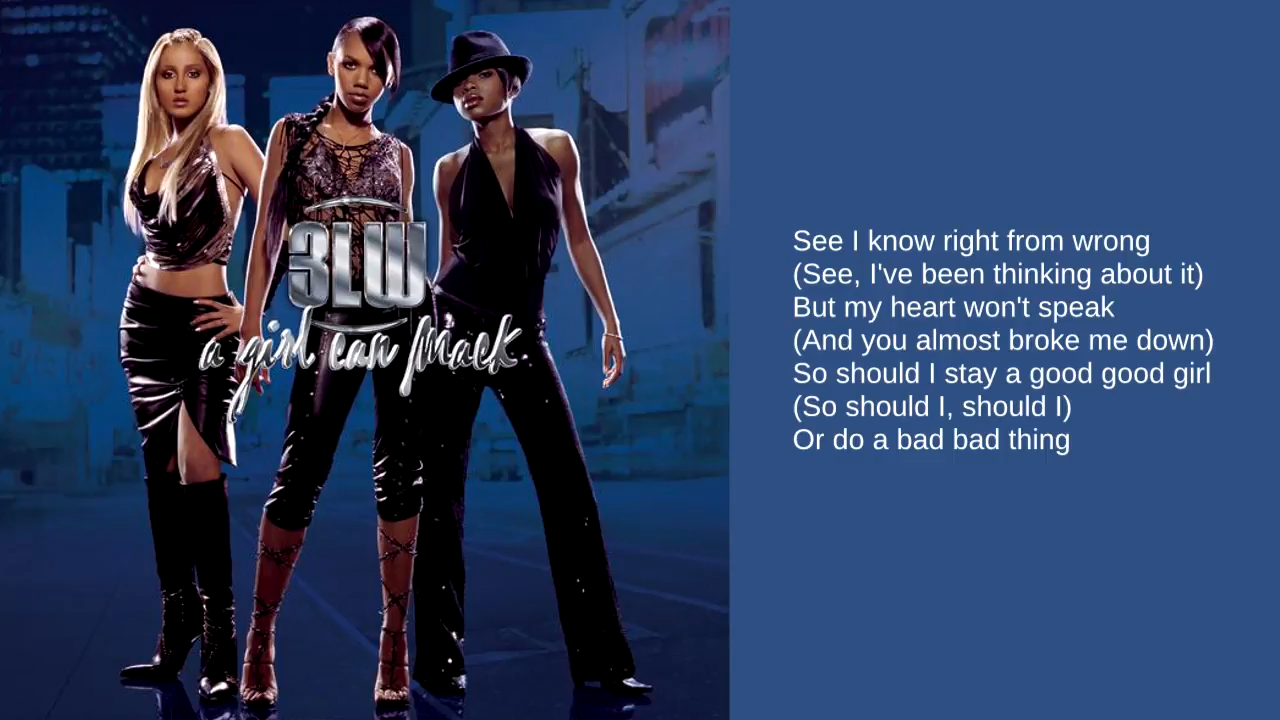 3LW
a girl can mack
See I know right from wrong
(See, I've been thinking about it)
But my heart won't speak
(And you almost broke me down)
So should I stay a good good girl
(So should I, should I)
Or do a bad bad thing